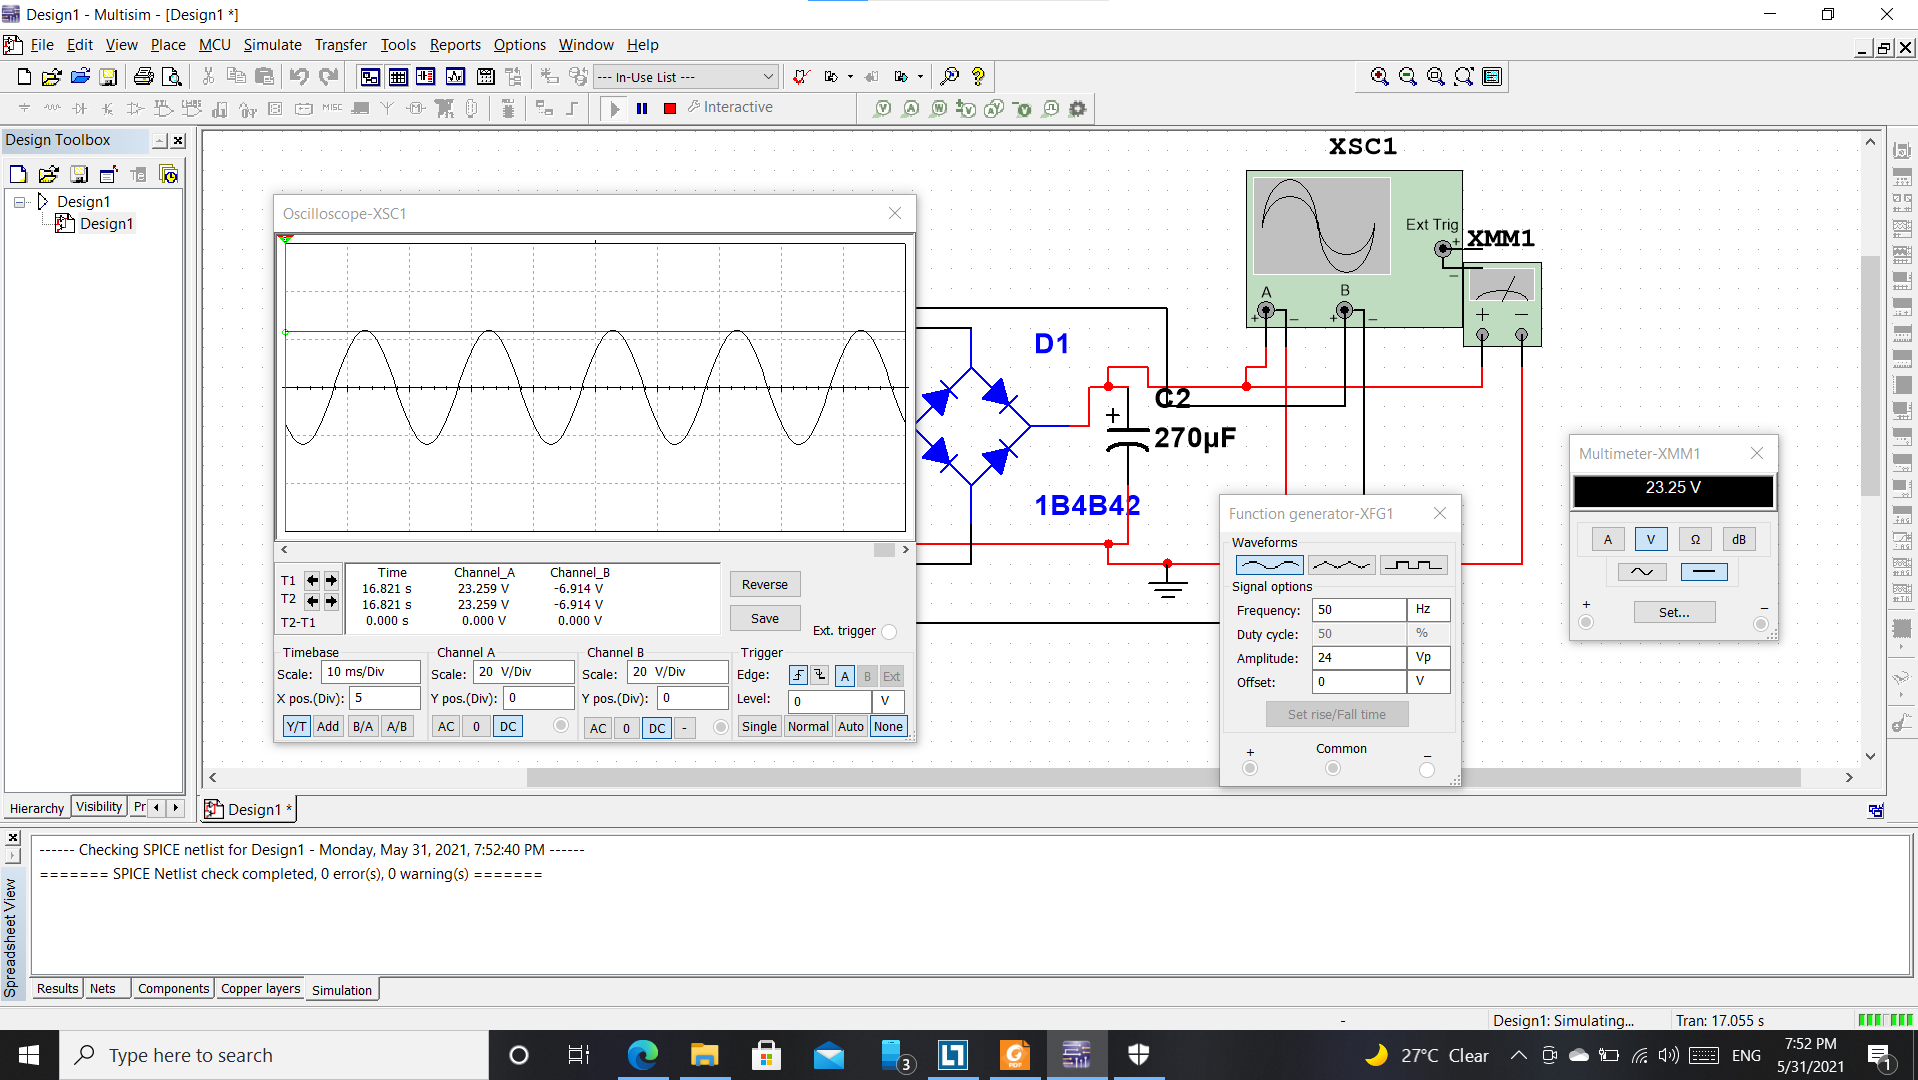 Design1 - Multisim - [Design1 *]
File Edit View Place MCU Simulate Transfer Tools Reports Options Window Help
--- In-Use List ---
MISC
Interactive
Design Toolbox
Design1
Design1
Hierarchy Visibility Pr
XSC1
Ext Trig
A B
XMM1
D1
1B4B42
C2
270µF
Oscilloscope-XSC1
Time Channel_A Channel_B
T1 16.821 s 23.259 V -6.914 V
T2 16.821 s 23.259 V -6.914 V
T2-T1 0.000 s 0.000 V 0.000 V
Reverse
Save
Ext. trigger
Timebase
Scale: 10 ms/Div
X pos.(Div): 5
Y/T Add B/A A/B
Channel A
Scale: 20 V/Div
Y pos.(Div): 0
AC 0 DC
Channel B
Scale: 20 V/Div
Y pos.(Div): 0
AC 0 DC -
Trigger
Edge: A B Ext
Level: 0 V
Single Normal Auto None
Function generator-XFG1
Waveforms
Signal options
Frequency: 50 Hz
Duty cycle: 50 %
Amplitude: 24 Vp
Offset: 0 V
Set rise/Fall time
+ Common −
Multimeter-XMM1
23.25 V
A V Ω dB
+ Set... −
Design1 *
Spreadsheet View
------ Checking SPICE netlist for Design1 - Monday, May 31, 2021, 7:52:40 PM ------
======= SPICE Netlist check completed, 0 error(s), 0 warning(s) =======
Results Nets Components Copper layers Simulation
- Design1: Simulating... Tran: 17.055 s
Type here to search
3
27°C Clear
ENG
7:52 PM
5/31/2021
1